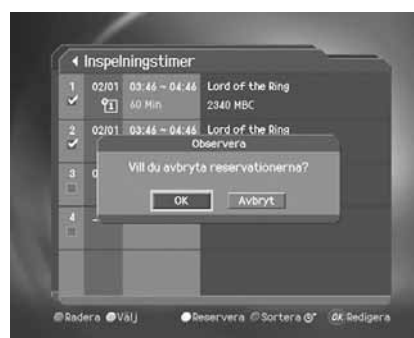 Inspelningstimer
1 02/01 03:46 ~ 04:46 Lord of the Ring
60 Min 2340 MBC
2 02/01 03:46 ~ 04:46 Lord of the Ring
Observera
Vill du avbryta reservationerna?
3 0
OK Avbryt
4
Radera Välj Reservera Sortera OK Redigera